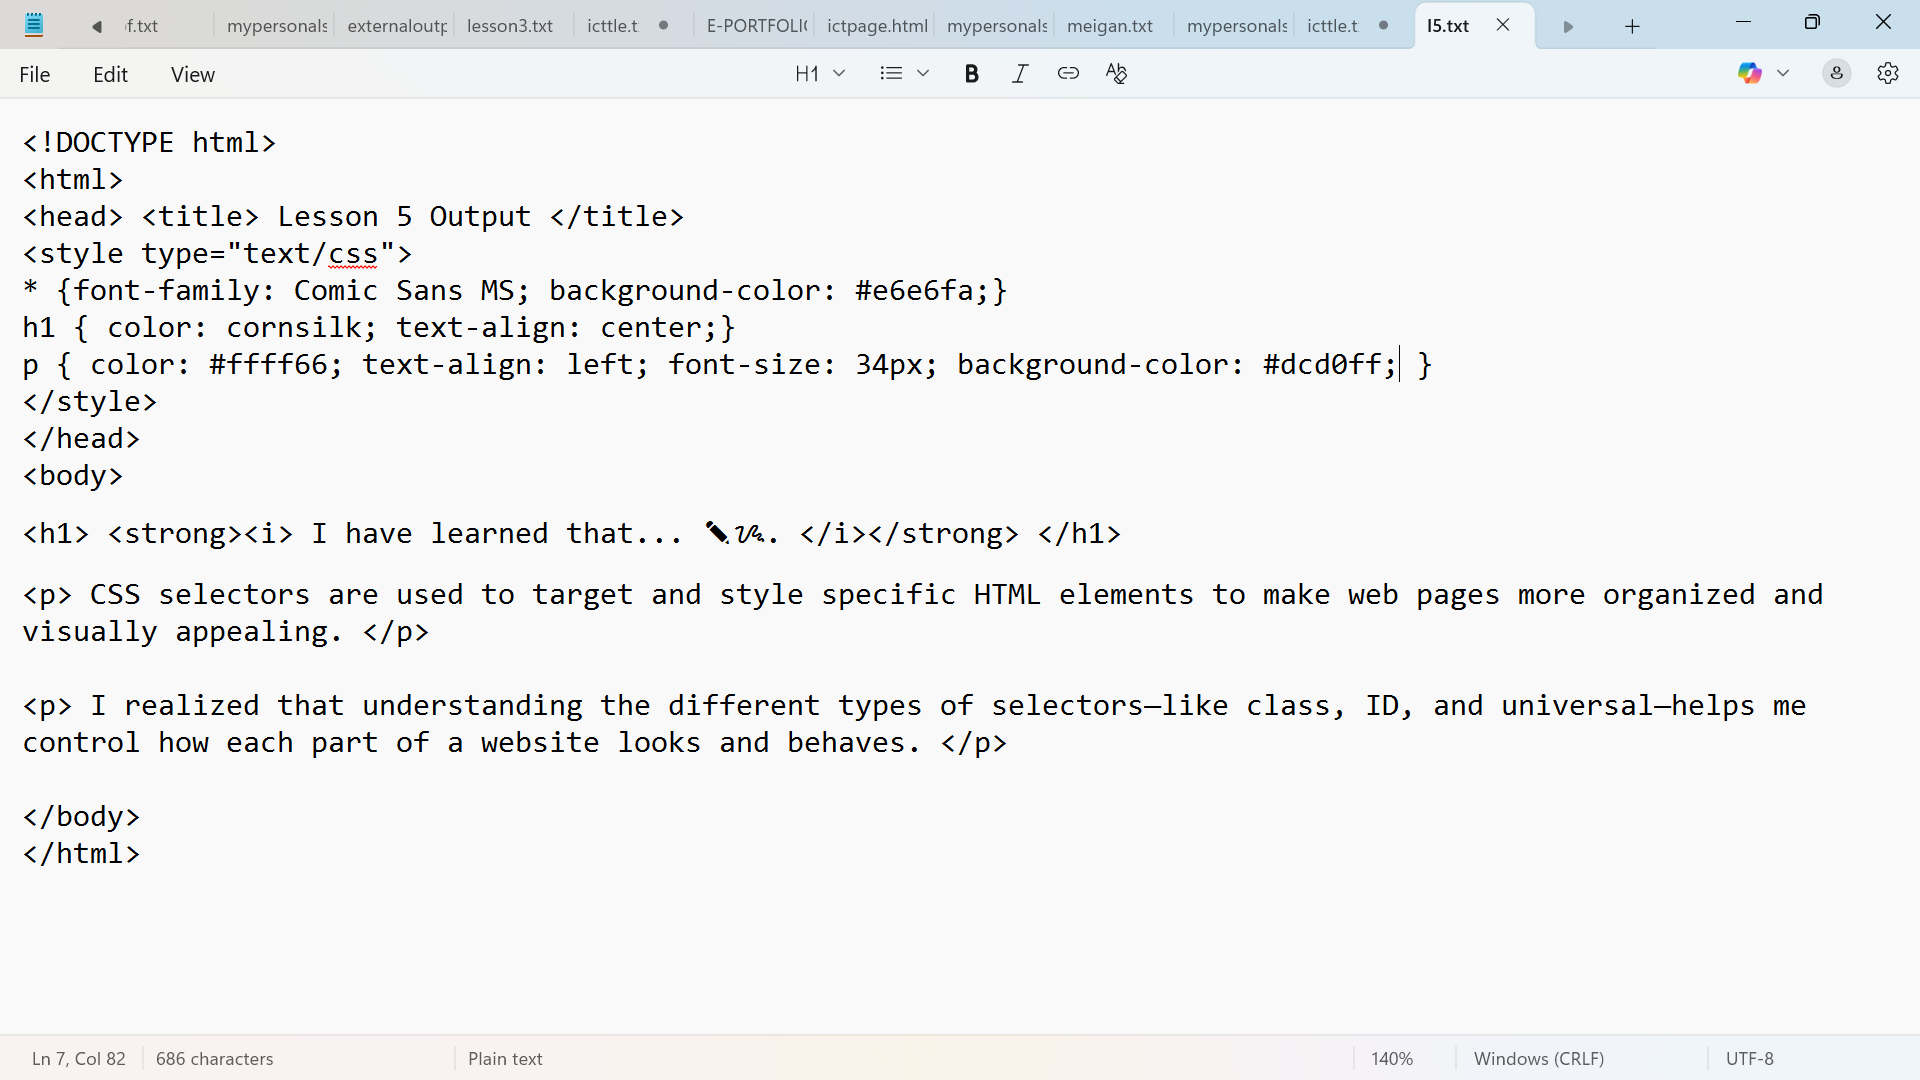 f.txt mypersonals externaloutp lesson3.txt icttle.t E-PORTFOLI ictpage.html mypersonals meigan.txt mypersonals icttle.t l5.txt
File Edit View H1 B I
<!DOCTYPE html>
<html>
<head> <title> Lesson 5 Output </title>
<style type="text/css">
* {font-family: Comic Sans MS; background-color: #e6e6fa;}
h1 { color: cornsilk; text-align: center;}
p { color: #ffff66; text-align: left; font-size: 34px; background-color: #dcd0ff; }
</style>
</head>
<body>
<h1> <strong><i> I have learned that... ✎ᝰ. </i></strong> </h1>
<p> CSS selectors are used to target and style specific HTML elements to make web pages more organized and
visually appealing. </p>
<p> I realized that understanding the different types of selectors—like class, ID, and universal—helps me
control how each part of a website looks and behaves. </p>
</body>
</html>
Ln 7, Col 82 686 characters Plain text 140% Windows (CRLF) UTF-8